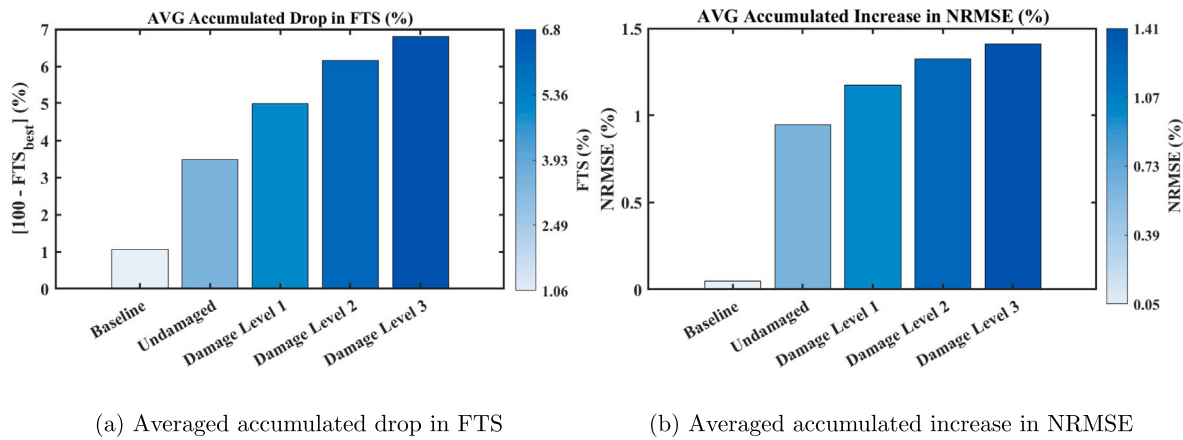 AVG Accumulated Drop in FTS (%)
7
6
5
4
3
2
1
0
[100 - FTSbest] (%)
Baseline
Undamaged
Damage Level 1
Damage Level 2
Damage Level 3
6.8
5.36
3.93
2.49
1.06
FTS (%)
(a) Averaged accumulated drop in FTS
AVG Accumulated Increase in NRMSE (%)
1.5
1
0.5
0
NRMSE (%)
Baseline
Undamaged
Damage Level 1
Damage Level 2
Damage Level 3
1.41
1.07
0.73
0.39
0.05
NRMSE (%)
(b) Averaged accumulated increase in NRMSE